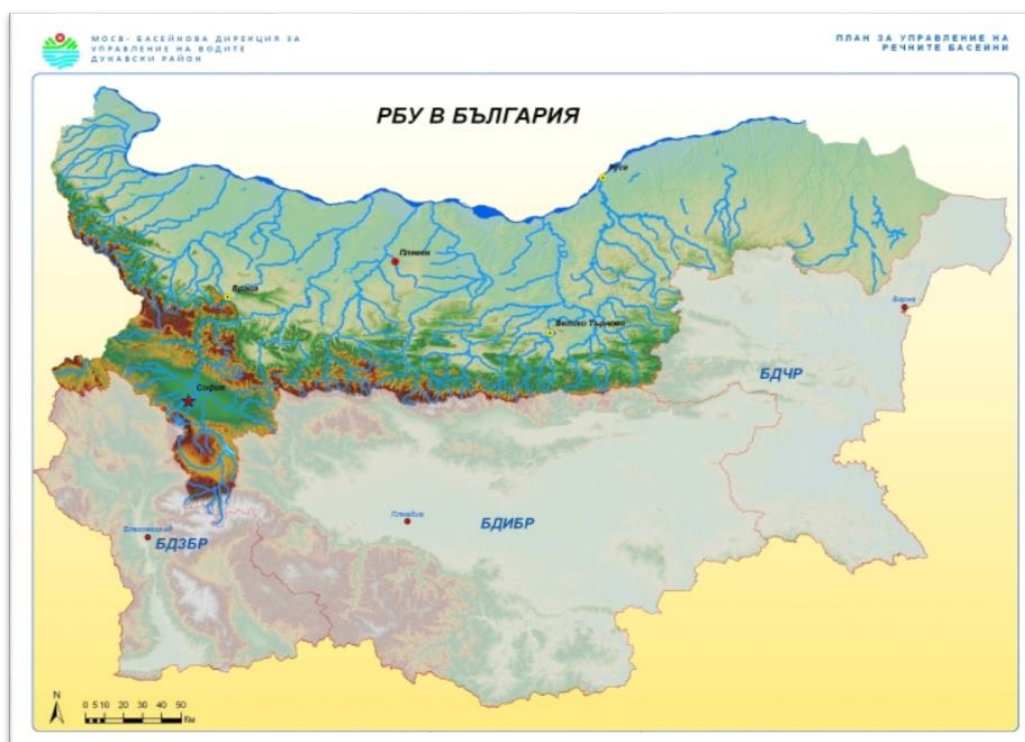 МОСВ- БАСЕЙНОВА ДИРЕКЦИЯ ЗА
УПРАВЛЕНИЕ НА ВОДИТЕ
ДУНАВСКИ РАЙОН
ПЛАН ЗА УПРАВЛЕНИЕ НА
РЕЧНИТЕ БАСЕЙНИ
РБУ В БЪЛГАРИЯ
Русе
Плевен
Враца
Варна
Велико Търново
БДЧР
София
Пловдив
БДИБР
Благоевград
БДЗБР
N
0 5 10 20 30 40 50
Км